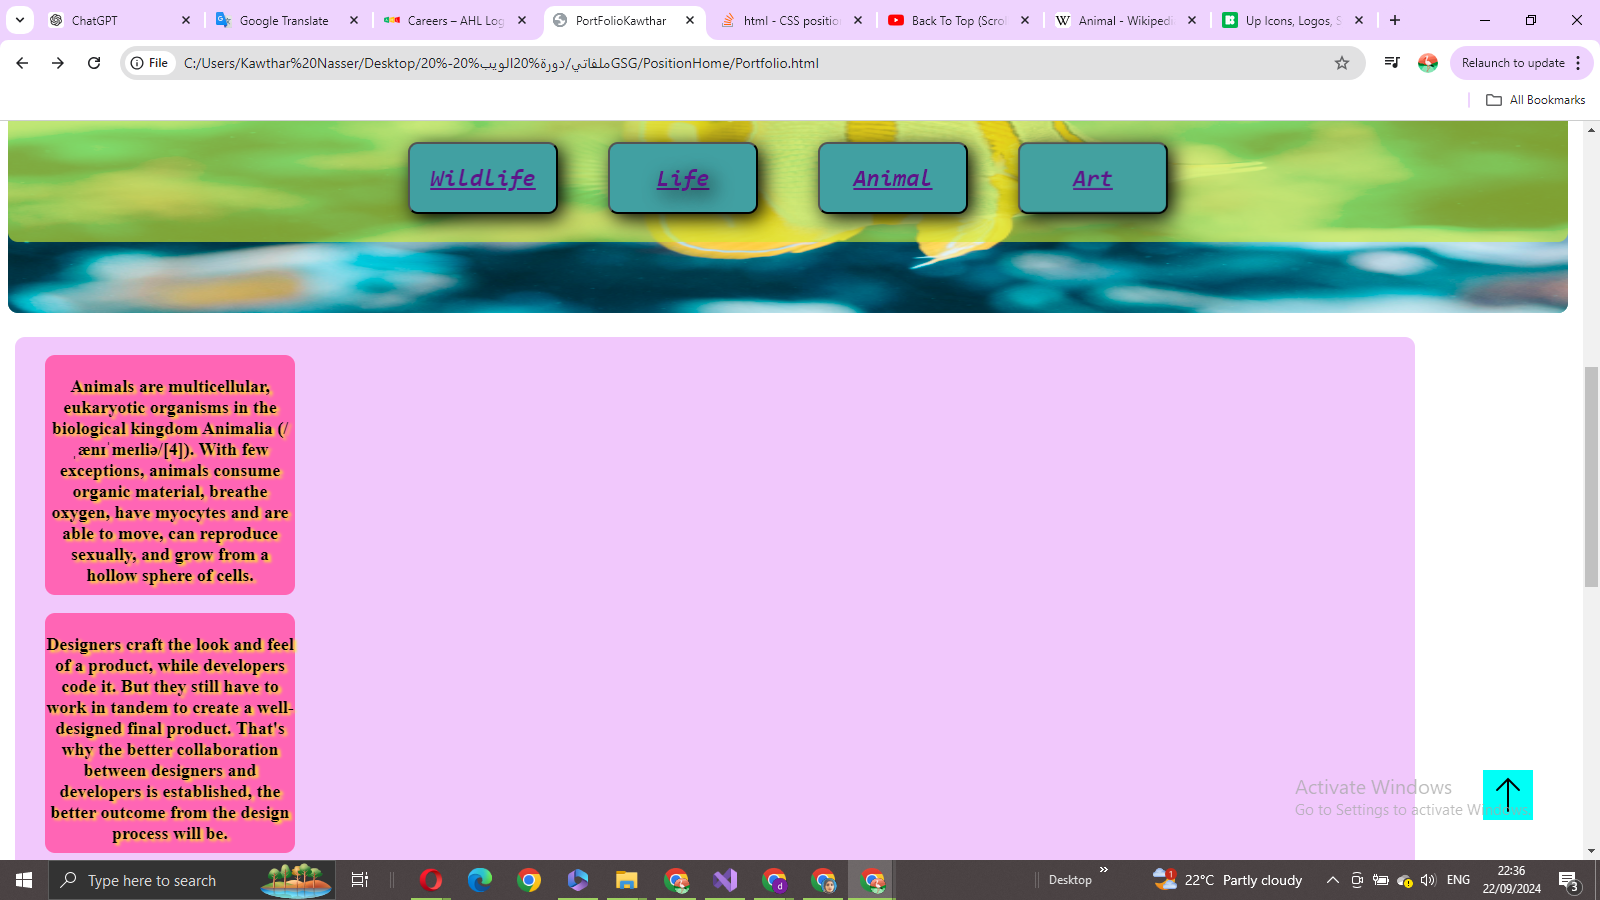 ChatGPT
Google Translate
Careers – AHL Log
PortFolioKawthar
html - CSS position
Back To Top (Scrol
Animal - Wikipedi
Up Icons, Logos, S
File
C:/Users/Kawthar%20Nasser/Desktop/ملفاتي/دورة%20الويب%20-%20GSG/PositionHome/Portfolio.html
Relaunch to update
All Bookmarks
Wildlife
Life
Animal
Art
Animals are multicellular,
eukaryotic organisms in the
biological kingdom Animalia (/
ˌænɪˈmeɪliə/[4]). With few
exceptions, animals consume
organic material, breathe
oxygen, have myocytes and are
able to move, can reproduce
sexually, and grow from a
hollow sphere of cells.
Designers craft the look and feel
of a product, while developers
code it. But they still have to
work in tandem to create a well-
designed final product. That's
why the better collaboration
between designers and
developers is established, the
better outcome from the design
process will be.
Activate Windows
Go to Settings to activate Windows.
Type here to search
Desktop
1
22°C Partly cloudy
ENG
22:36
22/09/2024
3